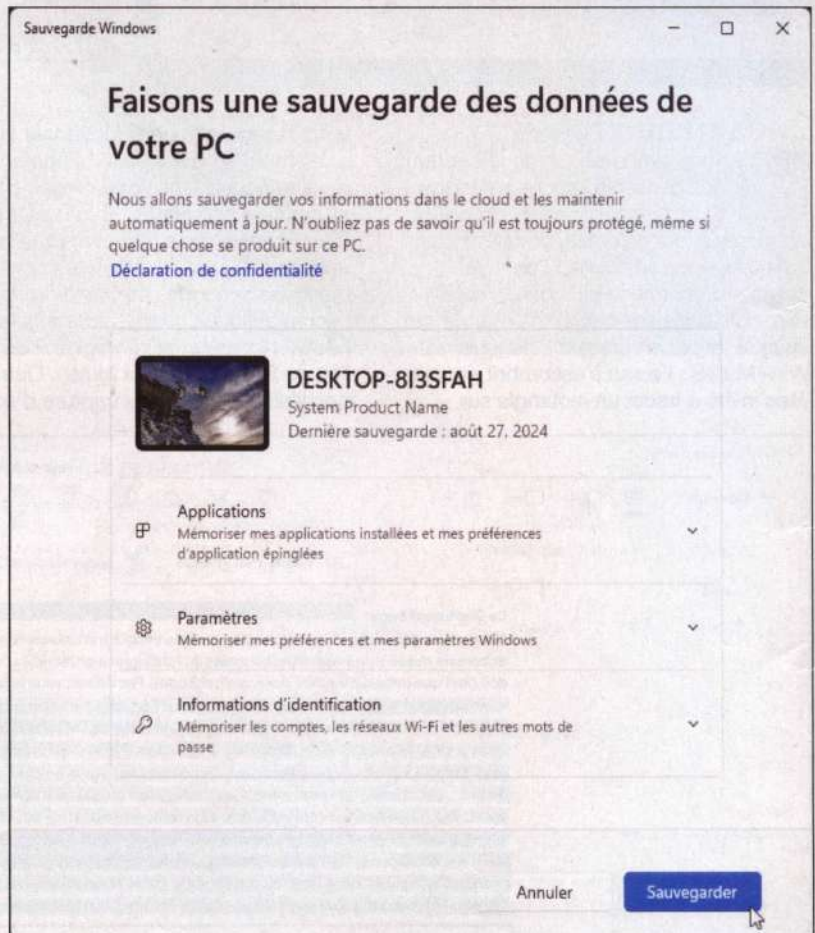 Sauvegarde Windows
Faisons une sauvegarde des données de
votre PC
Nous allons sauvegarder vos informations dans le cloud et les maintenir
automatiquement à jour. N'oubliez pas de savoir qu'il est toujours protégé, même si
quelque chose se produit sur ce PC.
Déclaration de confidentialité
DESKTOP-8I3SFAH
System Product Name
Dernière sauvegarde : août 27, 2024
Applications
Mémoriser mes applications installées et mes préférences
d'application épinglées
Paramètres
Mémoriser mes préférences et mes paramètres Windows
Informations d'identification
Mémoriser les comptes, les réseaux Wi-Fi et les autres mots de
passe
Annuler
Sauvegarder